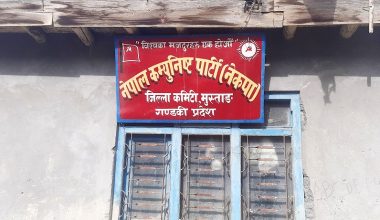 "विश्वका मजदुरहरु एक होऔं"
नेपाल कम्युनिष्ट पार्टी (नेकपा)
जिल्ला कमिटी, मुस्ताङ
गण्डकी प्रदेश